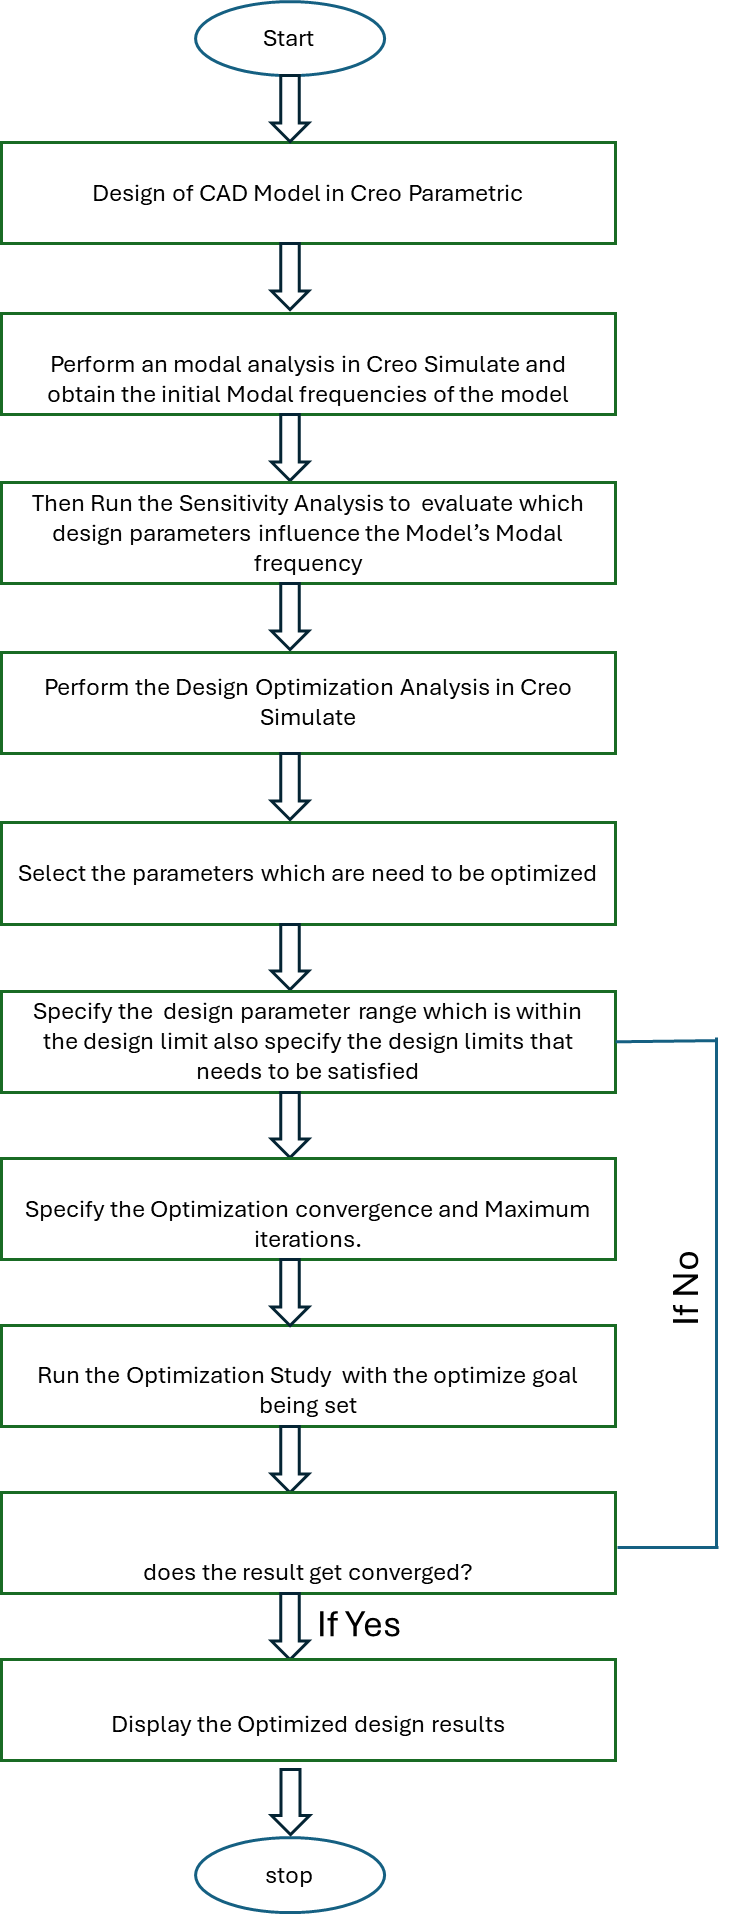 Start
Design of CAD Model in Creo Parametric
Perform an modal analysis in Creo Simulate and
obtain the initial Modal frequencies of the model
Then Run the Sensitivity Analysis to  evaluate which
design parameters influence the Model’s Modal
frequency
Perform the Design Optimization Analysis in Creo
Simulate
Select the parameters which are need to be optimized
Specify the  design parameter range which is within
the design limit also specify the design limits that
needs to be satisfied
Specify the Optimization convergence and Maximum
iterations.
If No
Run the Optimization Study  with the optimize goal
being set
does the result get converged?
If Yes
Display the Optimized design results
stop